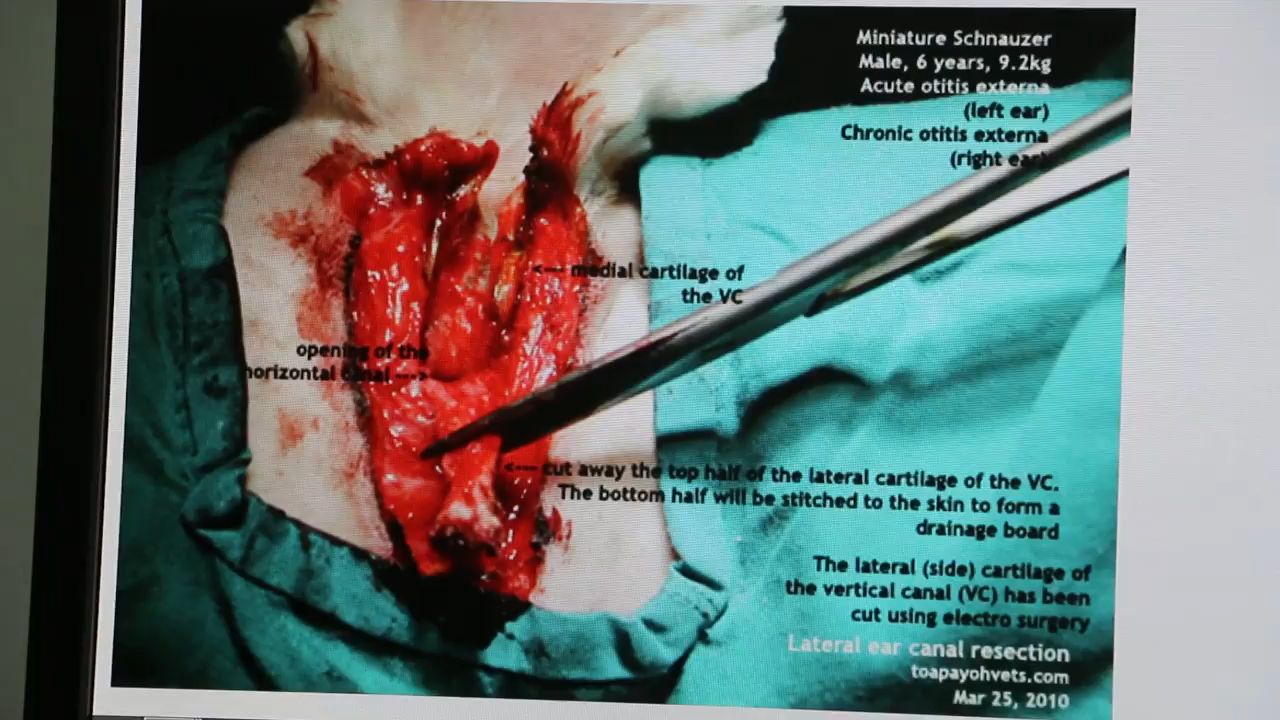 Miniature Schnauzer
Male, 6 years, 9.2kg
Acute otitis externa
(left ear)
Chronic otitis externa
(right ear)
<--- medial cartilage of
the VC
opening of the
horizontal canal --->
<--- cut away the top half of the lateral cartilage of the VC.
The bottom half will be stitched to the skin to form a
drainage board
The lateral (side) cartilage of
the vertical canal (VC) has been
cut using electro surgery
Lateral ear canal resection
toapayohvets.com
Mar 25, 2010